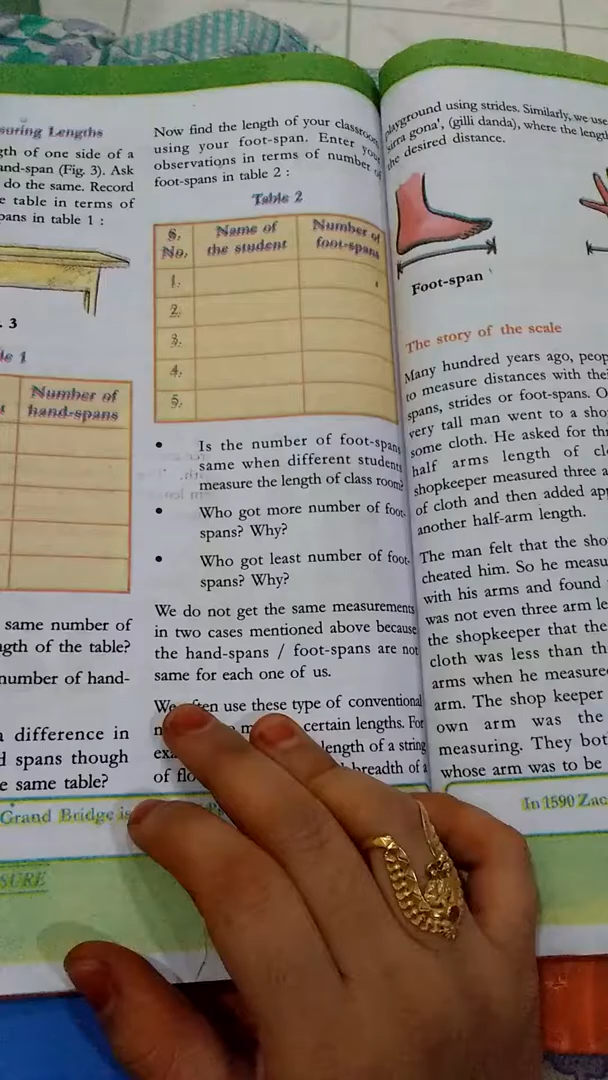 suring Lengths
gth of one side of a
and-span (Fig. 3). Ask
do the same. Record
e table in terms of
pans in table 1 :
. 3
le 1
Number of
hand-spans
same number of
gth of the table?
number of hand-
a difference in
d spans though
e same table?
Grand Bridge is
SURE
Now find the length of your classroom
using your foot-span. Enter your
observations in terms of number of
foot-spans in table 2 :
Table 2
S. No. Name of the student Number of foot-spans
1.
2.
3.
4.
5.
• Is the number of foot-spans
same when different students
measure the length of class room?
• Who got more number of foot-
spans? Why?
• Who got least number of foot-
spans? Why?
We do not get the same measurements
in two cases mentioned above because
the hand-spans / foot-spans are not
same for each one of us.
We often use these type of conventional
certain lengths. For
length of a string
of flo breadth of a
playground using strides. Similarly, we use
gona', (gilli danda), where the length
the desired distance.
Foot-span
The story of the scale
Many hundred years ago, peop
to measure distances with thei
spans, strides or foot-spans. O
very tall man went to a sho
some cloth. He asked for th
half arms length of cl
shopkeeper measured three a
of cloth and then added ap
another half-arm length.
The man felt that the sho
cheated him. So he measu
with his arms and found
was not even three arm le
the shopkeeper that the
cloth was less than th
arms when he measure
arm. The shop keeper
own arm was the
measuring. They bot
whose arm was to be
In 1590 Zac